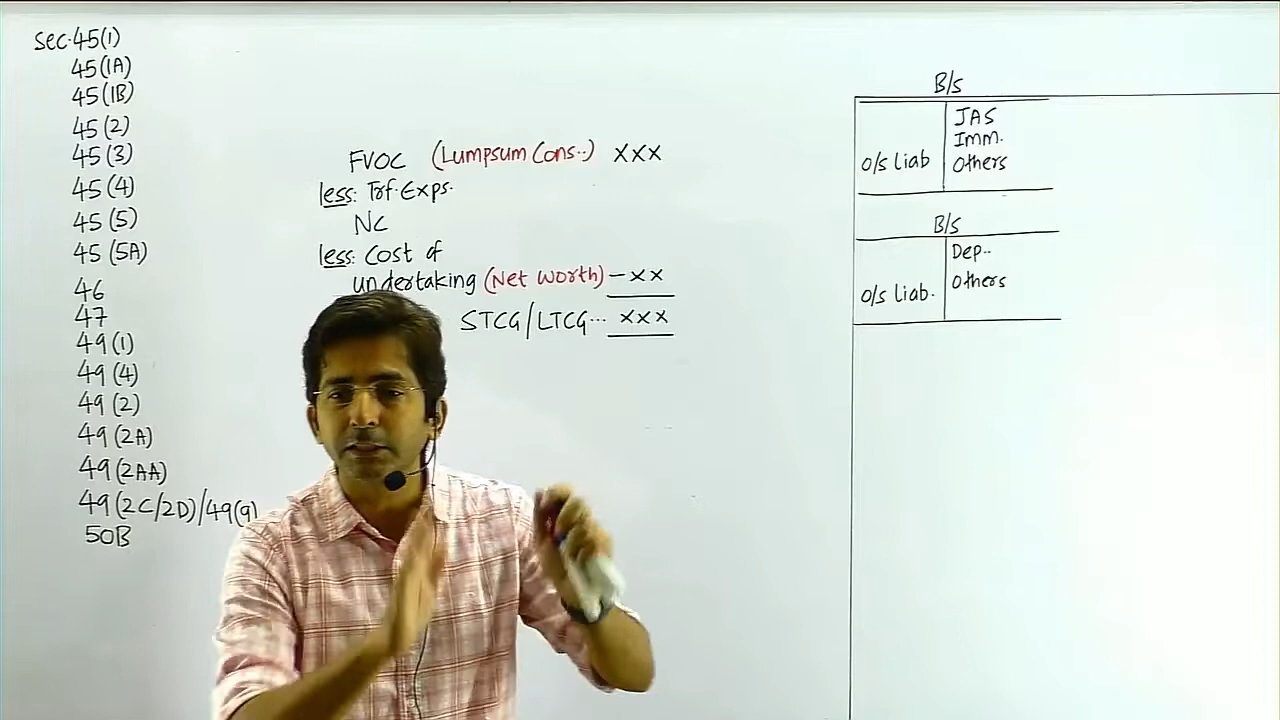 Sec. 45(1)
45(1A)
45(1B)
45(2)
45(3)
45(4)
45(5)
45(5A)
46
47
49(1)
49(4)
49(2)
49(2A)
49(2AA)
49(2C/2D)/49(9)
50B
FVOC (Lumpsum Cons..) XXX
less: Trf. Exps.
NC
less: Cost of
undertaking (Net worth) – XX
STCG/LTCG... XXX
B/S
JAS
Imm.
O/s Liab Others
B/S
Dep..
O/s Liab. Others